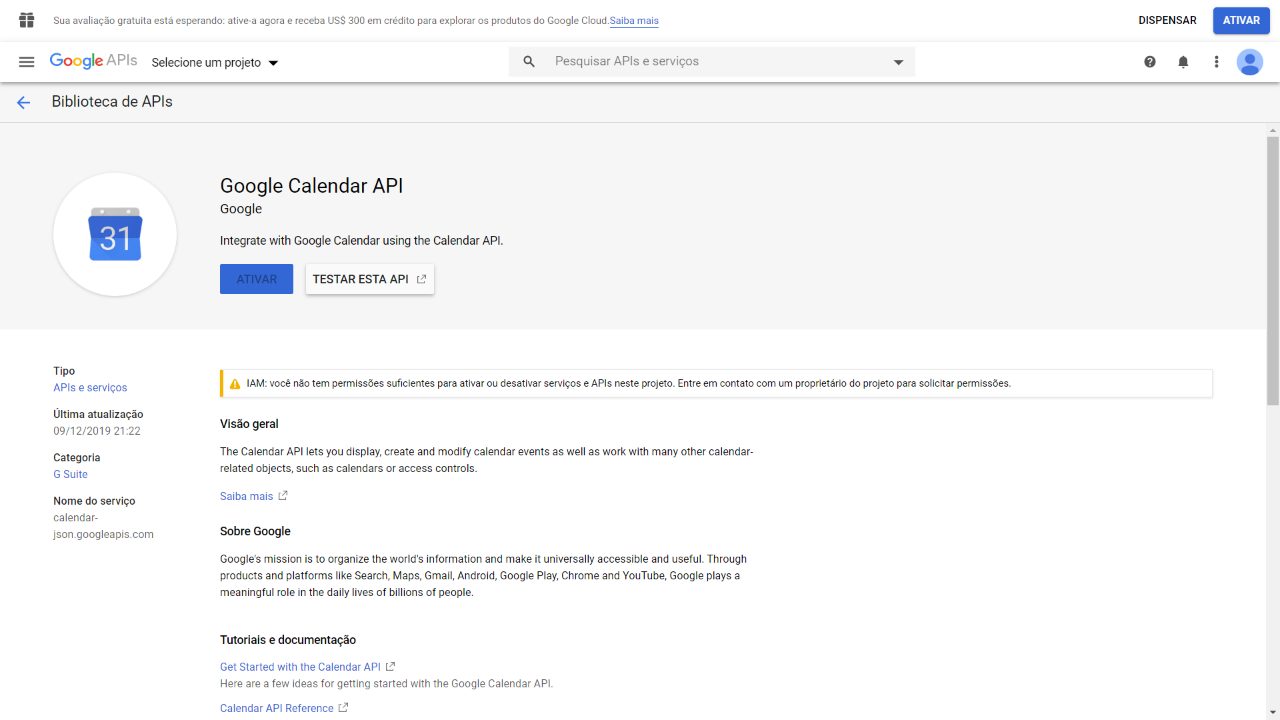 Sua avaliação gratuita está esperando: ative-a agora e receba US$ 300 em crédito para explorar os produtos do Google Cloud.Saiba mais
DISPENSAR
ATIVAR
Google APIs
Selecione um projeto
Pesquisar APIs e serviços
Biblioteca de APIs
31
Google Calendar API
Google
Integrate with Google Calendar using the Calendar API.
ATIVAR
TESTAR ESTA API
Tipo
APIs e serviços
Última atualização
09/12/2019 21:22
Categoria
G Suite
Nome do serviço
calendar-
json.googleapis.com
IAM: você não tem permissões suficientes para ativar ou desativar serviços e APIs neste projeto. Entre em contato com um proprietário do projeto para solicitar permissões.
Visão geral
The Calendar API lets you display, create and modify calendar events as well as work with many other calendar-
related objects, such as calendars or access controls.
Saiba mais
Sobre Google
Google's mission is to organize the world's information and make it universally accessible and useful. Through
products and platforms like Search, Maps, Gmail, Android, Google Play, Chrome and YouTube, Google plays a
meaningful role in the daily lives of billions of people.
Tutoriais e documentação
Get Started with the Calendar API
Here are a few ideas for getting started with the Google Calendar API.
Calendar API Reference